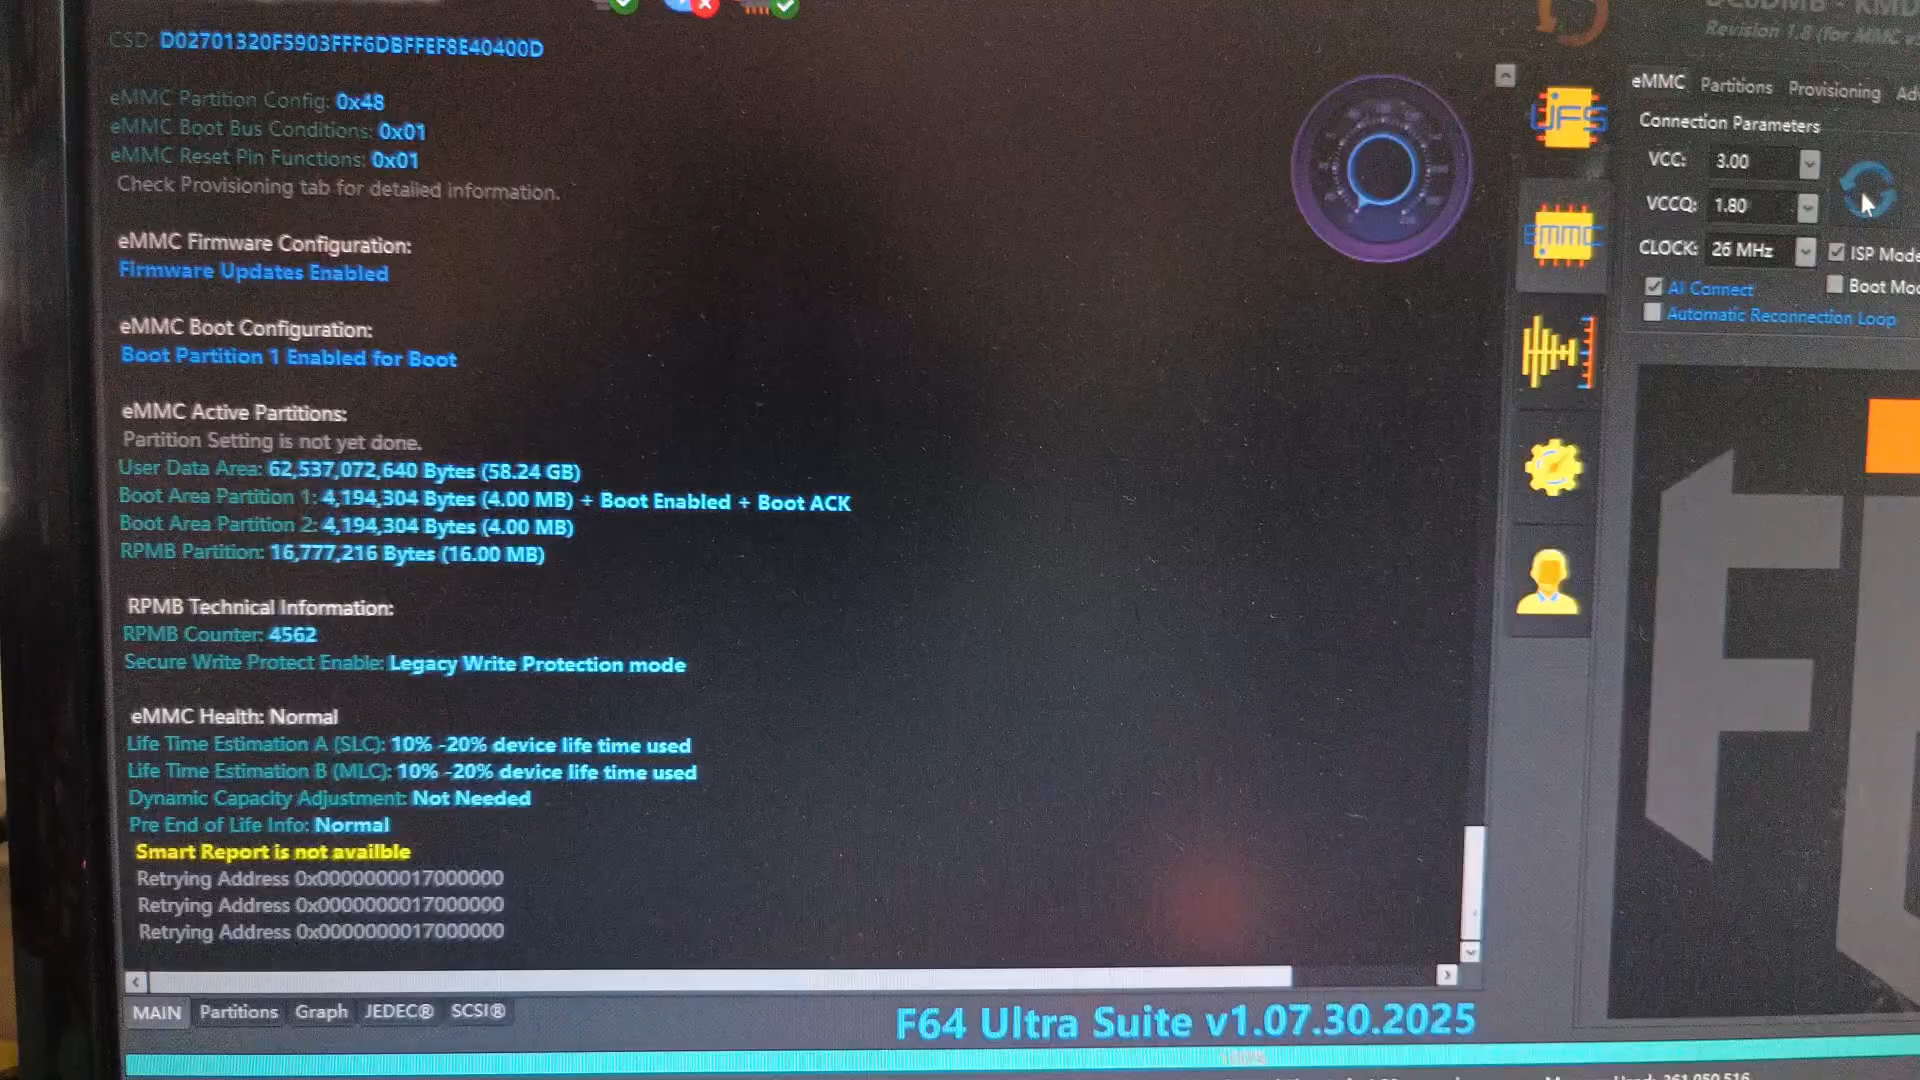 CSD: D02701320F5903FFF6DBFFEF8E40400D
eMMC Partition Config: 0x48
eMMC Boot Bus Conditions: 0x01
eMMC Reset Pin Functions: 0x01
Check Provisioning tab for detailed information.
eMMC Firmware Configuration:
Firmware Updates Enabled
eMMC Boot Configuration:
Boot Partition 1 Enabled for Boot
eMMC Active Partitions:
Partition Setting is not yet done.
User Data Area: 62,537,072,640 Bytes (58.24 GB)
Boot Area Partition 1: 4,194,304 Bytes (4.00 MB) + Boot Enabled + Boot ACK
Boot Area Partition 2: 4,194,304 Bytes (4.00 MB)
RPMB Partition: 16,777,216 Bytes (16.00 MB)
RPMB Technical Information:
RPMB Counter: 4562
Secure Write Protect Enable: Legacy Write Protection mode
eMMC Health: Normal
Life Time Estimation A (SLC): 10% -20% device life time used
Life Time Estimation B (MLC): 10% -20% device life time used
Dynamic Capacity Adjustment: Not Needed
Pre End of Life Info: Normal
Smart Report is not availble
Retrying Address 0x0000000017000000
Retrying Address 0x0000000017000000
Retrying Address 0x0000000017000000
MAIN Partitions Graph JEDEC® SCSI®
F64 Ultra Suite v1.07.30.2025
UFS
eMMC
Revision 1.8 (for MMC
eMMC Partitions Provisioning
Connection Parameters
VCC: 3.00
VCCQ: 1.80
CLOCK: 26 MHz ISP Mode
AI Connect Boot
Automatic Reconnection Loop